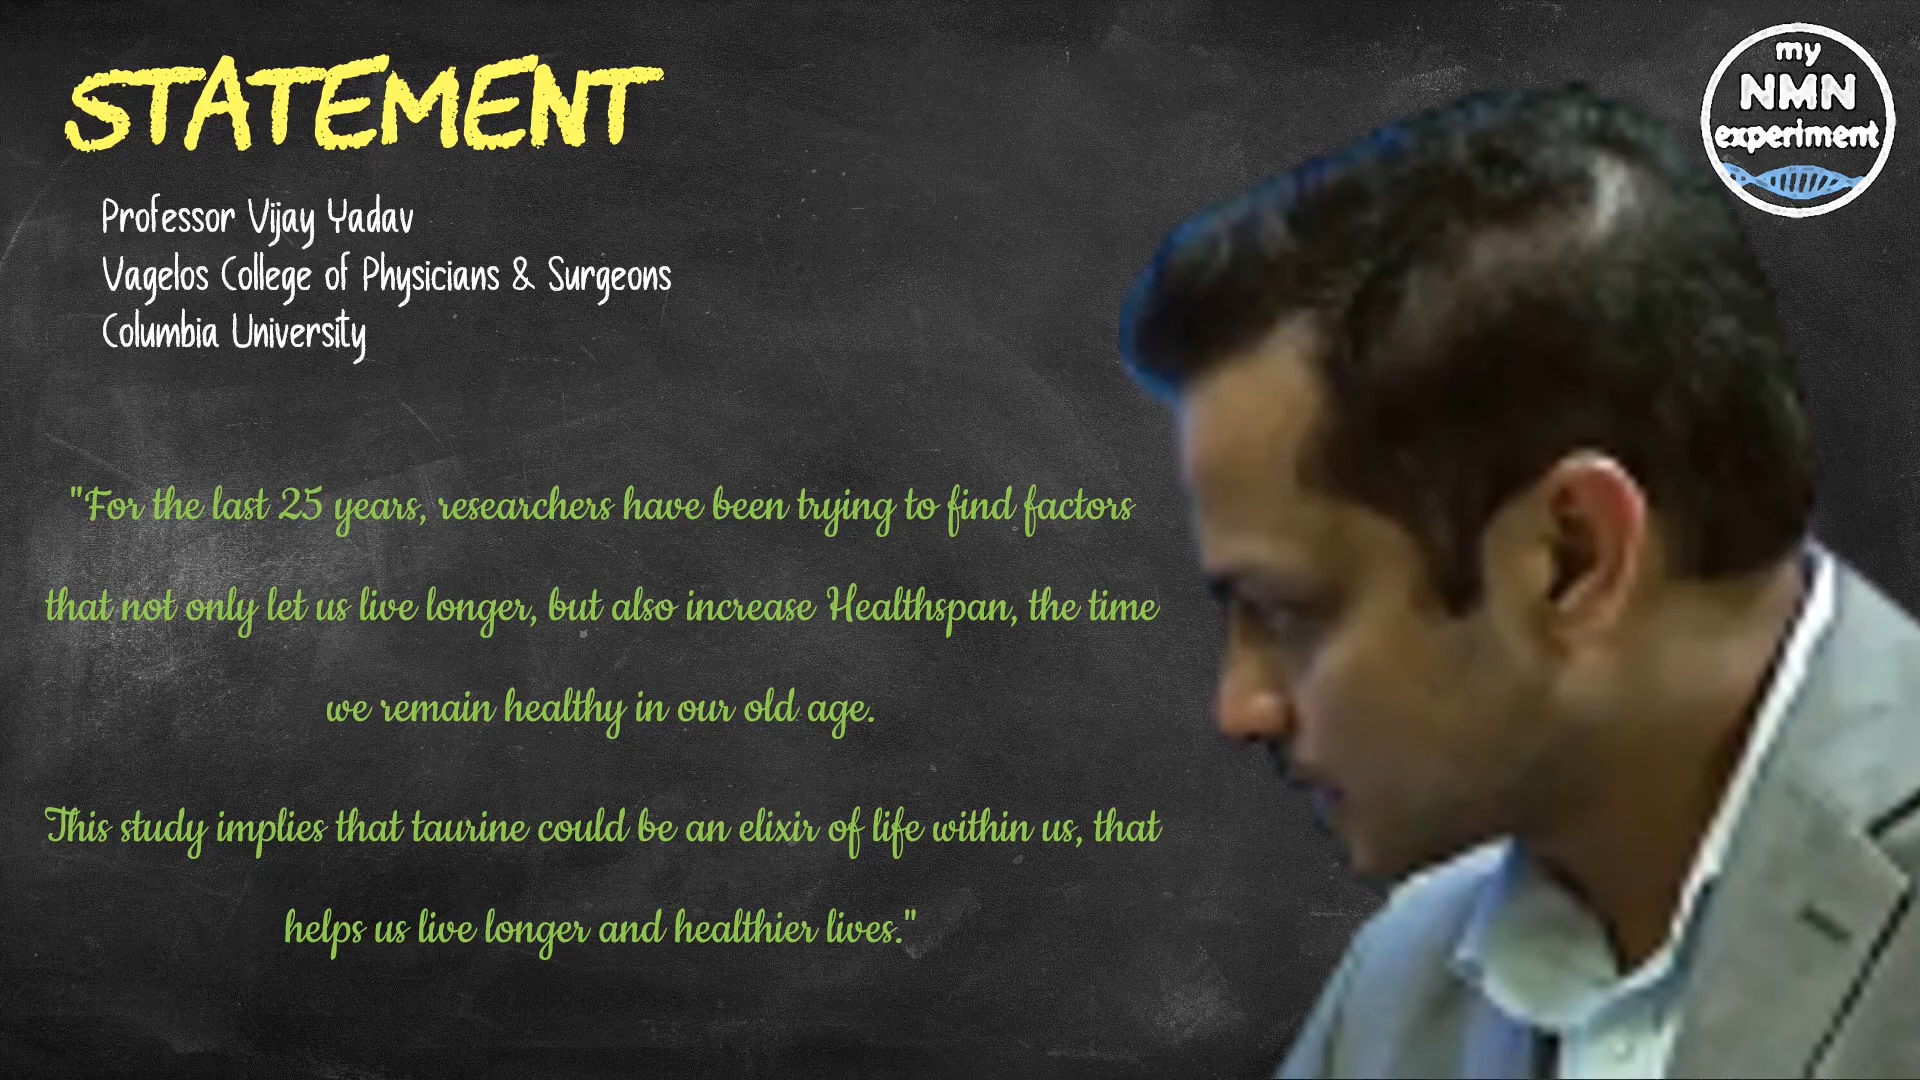 STATEMENT
my
NMN
experiment
Professor Vijay Yadav
Vagelos College of Physicians & Surgeons
Columbia University
"For the last 25 years, researchers have been trying to find factors
that not only let us live longer, but also increase Healthspan, the time
we remain healthy in our old age.
This study implies that taurine could be an elixir of life within us, that
helps us live longer and healthier lives."